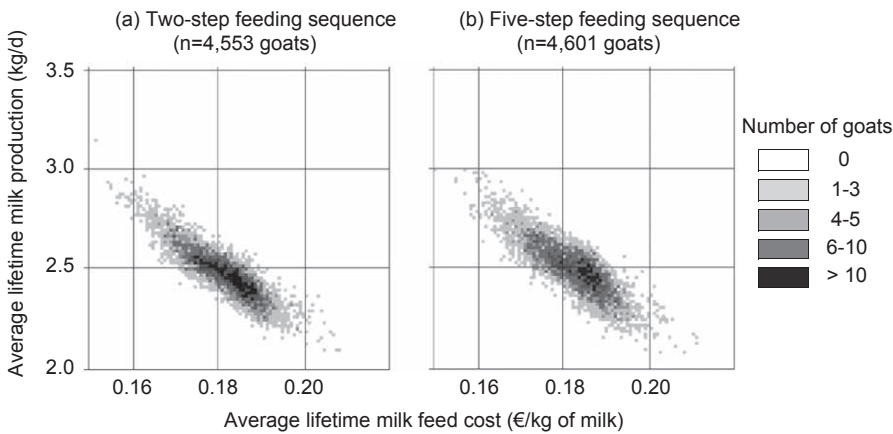 (a) Two-step feeding sequence
(n=4,553 goats)
(b) Five-step feeding sequence
(n=4,601 goats)
Average lifetime milk production (kg/d)
3.5
3.0
2.5
2.0
0.16 0.18 0.20
0.16 0.18 0.20
Average lifetime milk feed cost (€/kg of milk)
Number of goats
0
1-3
4-5
6-10
> 10